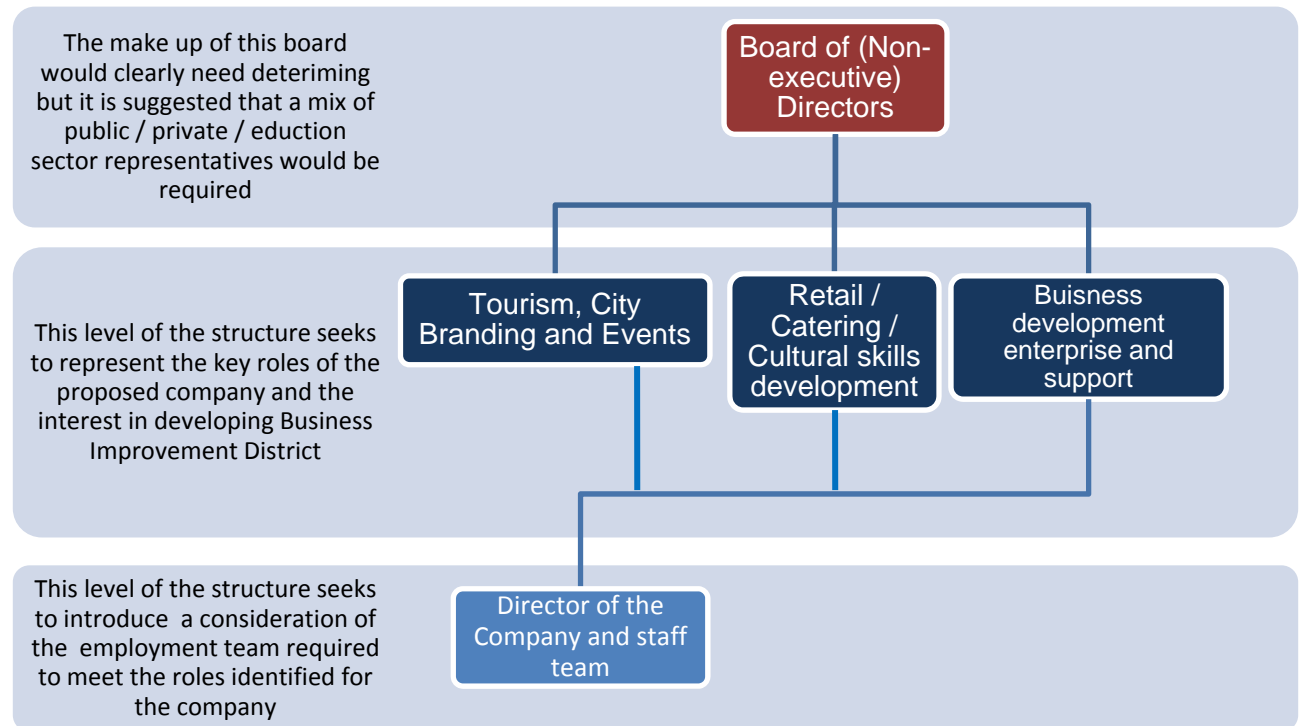 The make up of this board
would clearly need deteriming
but it is suggested that a mix of
public / private / eduction
sector representatives would be
required
Board of (Non-
executive)
Directors
This level of the structure seeks
to represent the key roles of the
proposed company and the
interest in developing Business
Improvement District
Tourism, City
Branding and Events
Retail /
Catering /
Cultural skills
development
Buisness
development
enterprise and
support
This level of the structure seeks
to introduce a consideration of
the employment team required
to meet the roles identified for
the company
Director of the
Company and staff
team